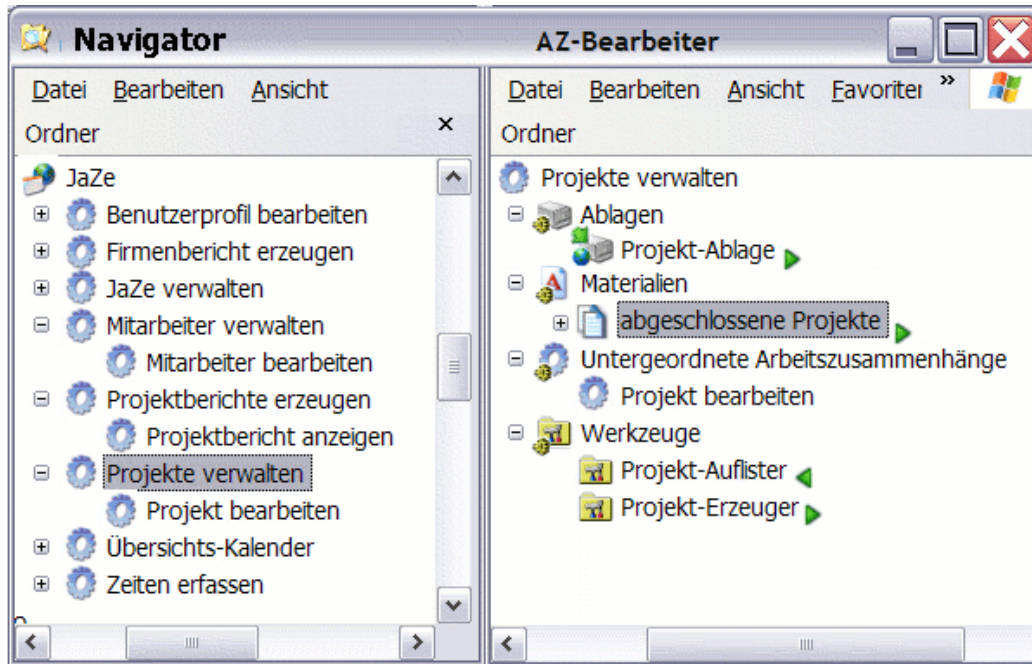 Navigator
Datei Bearbeiten Ansicht
Ordner
JaZe
Benutzerprofil bearbeiten
Firmenbericht erzeugen
JaZe verwalten
Mitarbeiter verwalten
Mitarbeiter bearbeiten
Projektberichte erzeugen
Projektbericht anzeigen
Projekte verwalten
Projekt bearbeiten
Übersichts-Kalender
Zeiten erfassen
AZ-Bearbeiter
Datei Bearbeiten Ansicht Favoriter »
Ordner
Projekte verwalten
Ablagen
Projekt-Ablage
Materialien
abgeschlossene Projekte
Untergeordnete Arbeitszusammenhänge
Projekt bearbeiten
Werkzeuge
Projekt-Auflister
Projekt-Erzeuger